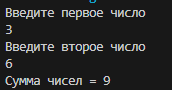 Введите первое число
3
Введите второе число
6
Сумма чисел = 9